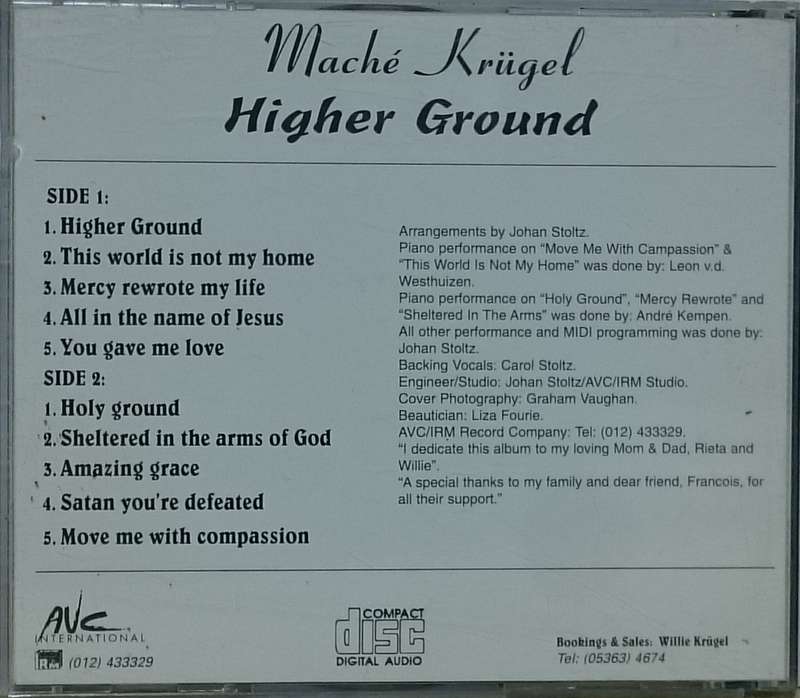 Maché Krügel
Higher Ground
SIDE 1:
1. Higher Ground
2. This world is not my home
3. Mercy rewrote my life
4. All in the name of Jesus
5. You gave me love
SIDE 2:
1. Holy ground
2. Sheltered in the arms of God
3. Amazing grace
4. Satan you're defeated
5. Move me with compassion
Arrangements by Johan Stoltz.
Piano performance on "Move Me With Campassion" &
"This World Is Not My Home" was done by: Leon v.d.
Westhuizen.
Piano performance on "Holy Ground", "Mercy Rewrote" and
"Sheltered In The Arms" was done by: André Kempen.
All other performance and MIDI programming was done by:
Johan Stoltz.
Backing Vocals: Carol Stoltz.
Engineer/Studio: Johan Stoltz/AVC/IRM Studio.
Cover Photography: Graham Vaughan.
Beautician: Liza Fourie.
AVC/IRM Record Company: Tel: (012) 433329.
"I dedicate this album to my loving Mom & Dad, Rieta and
Willie".
"A special thanks to my family and dear friend, Francois, for
all their support."
AVC
INTERNATIONAL
IRM (012) 433329
COMPACT
disc
DIGITAL AUDIO
Bookings & Sales: Willie Krügel
Tel: (05363) 4674